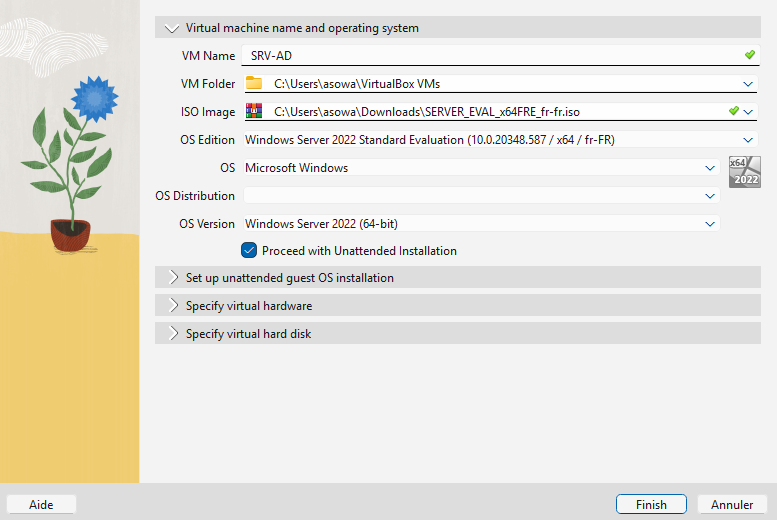 Virtual machine name and operating system
VM Name SRV-AD
VM Folder C:\Users\asowa\VirtualBox VMs
ISO Image C:\Users\asowa\Downloads\SERVER_EVAL_x64FRE_fr-fr.iso
OS Edition Windows Server 2022 Standard Evaluation (10.0.20348.587 / x64 / fr-FR)
OS Microsoft Windows
x64
2022
OS Distribution
OS Version Windows Server 2022 (64-bit)
Proceed with Unattended Installation
Set up unattended guest OS installation
Specify virtual hardware
Specify virtual hard disk
Aide Finish Annuler